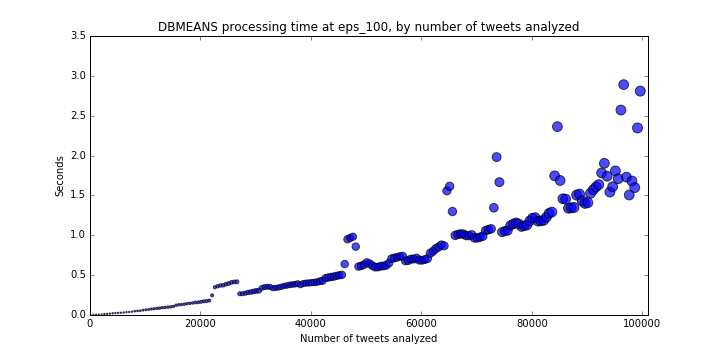 DBMEANS processing time at eps_100, by number of tweets analyzed
3.5
3.0
2.5
2.0
1.5
1.0
0.5
0.0
Seconds
0 20000 40000 60000 80000 100000
Number of tweets analyzed